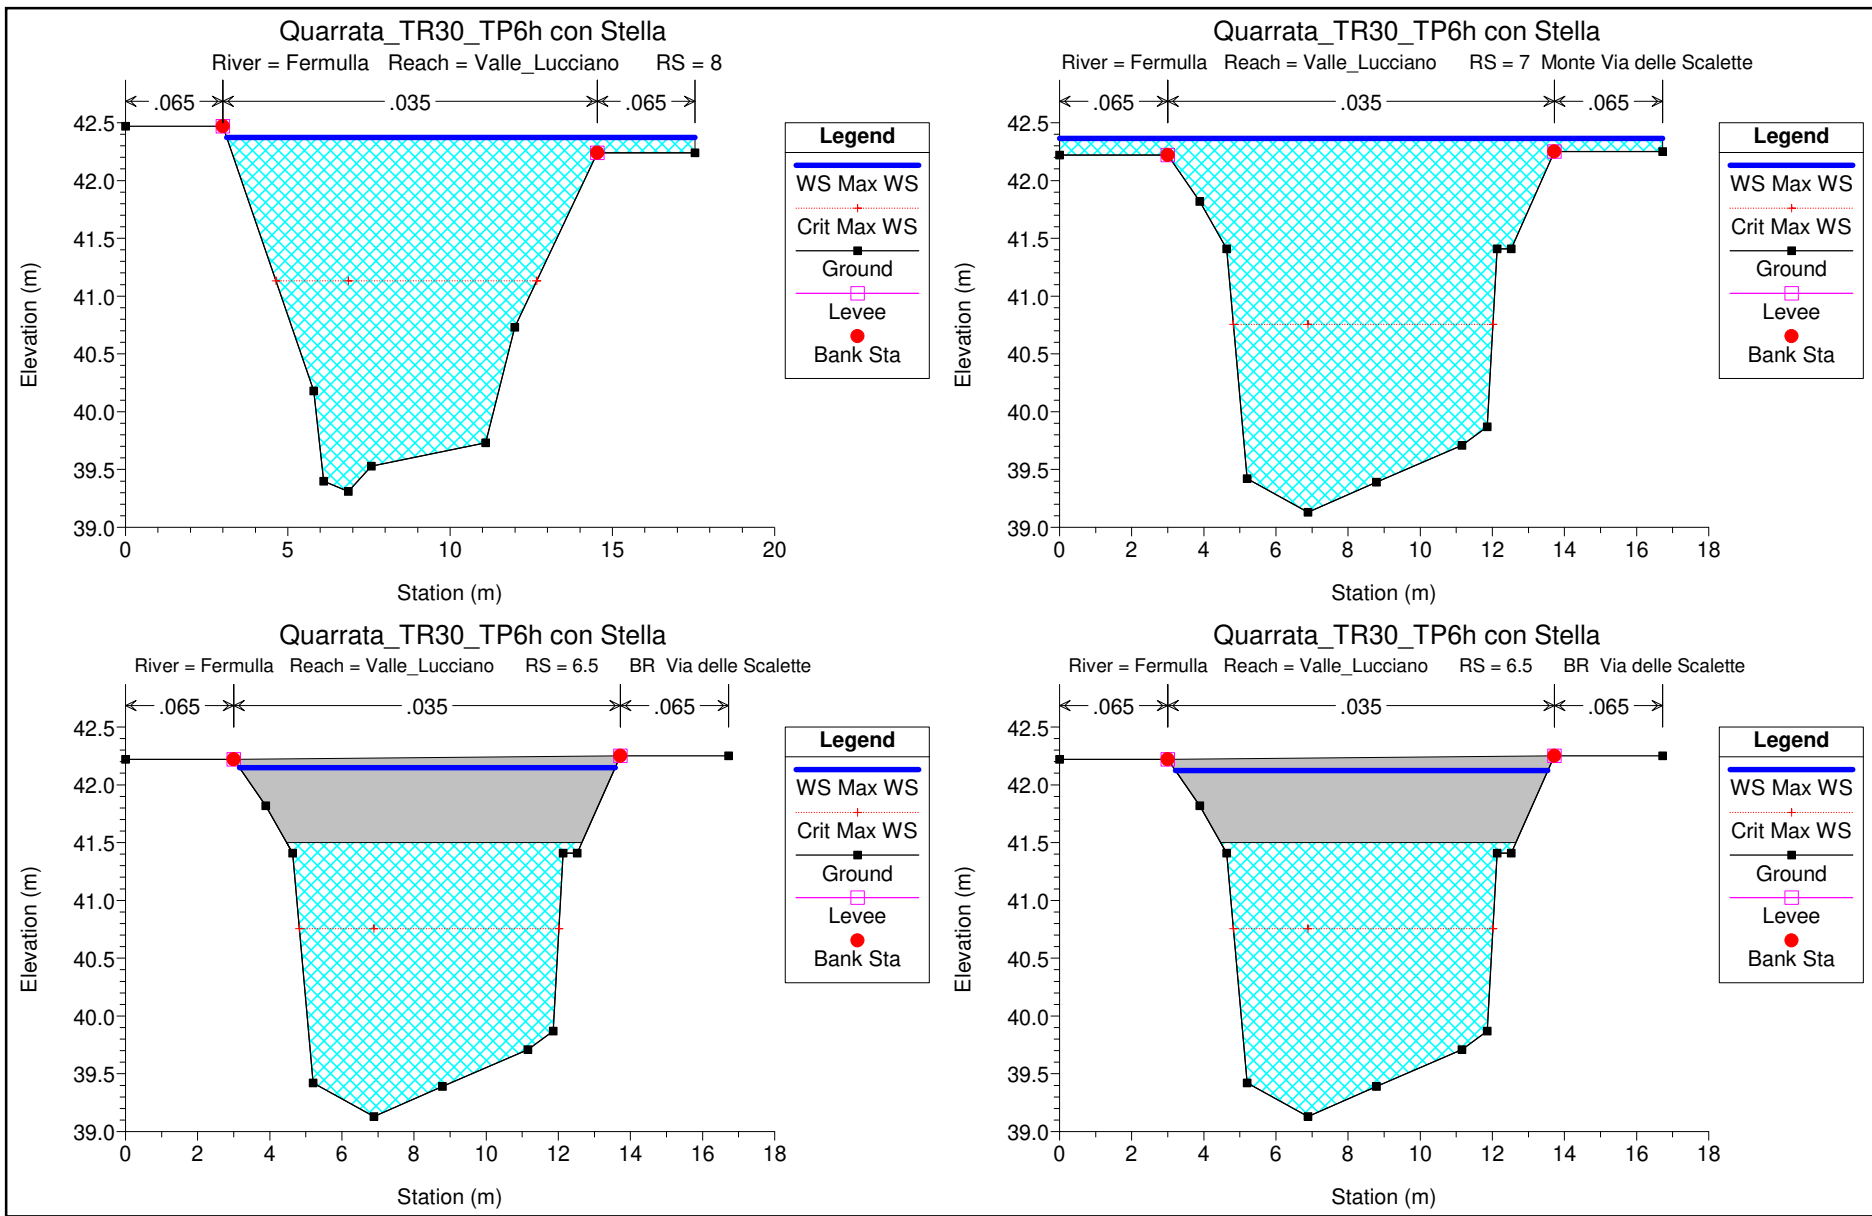 Quarrata_TR30_TP6h con Stella
River = Fermulla Reach = Valle_Lucciano RS = 8
.065 .035 .065
42.5
42.0
41.5
41.0
40.5
40.0
39.5
39.0
0 5 10 15 20
Elevation (m)
Station (m)
Legend
WS Max WS
Crit Max WS
Ground
Levee
Bank Sta
Quarrata_TR30_TP6h con Stella
River = Fermulla Reach = Valle_Lucciano RS = 7 Monte Via delle Scalette
.065 .035 .065
42.5
42.0
41.5
41.0
40.5
40.0
39.5
39.0
0 2 4 6 8 10 12 14 16 18
Elevation (m)
Station (m)
Legend
WS Max WS
Crit Max WS
Ground
Levee
Bank Sta
Quarrata_TR30_TP6h con Stella
River = Fermulla Reach = Valle_Lucciano RS = 6.5 BR Via delle Scalette
.065 .035 .065
42.5
42.0
41.5
41.0
40.5
40.0
39.5
39.0
0 2 4 6 8 10 12 14 16 18
Elevation (m)
Station (m)
Legend
WS Max WS
Crit Max WS
Ground
Levee
Bank Sta
Quarrata_TR30_TP6h con Stella
River = Fermulla Reach = Valle_Lucciano RS = 6.5 BR Via delle Scalette
.065 .035 .065
42.5
42.0
41.5
41.0
40.5
40.0
39.5
39.0
0 2 4 6 8 10 12 14 16 18
Elevation (m)
Station (m)
Legend
WS Max WS
Crit Max WS
Ground
Levee
Bank Sta